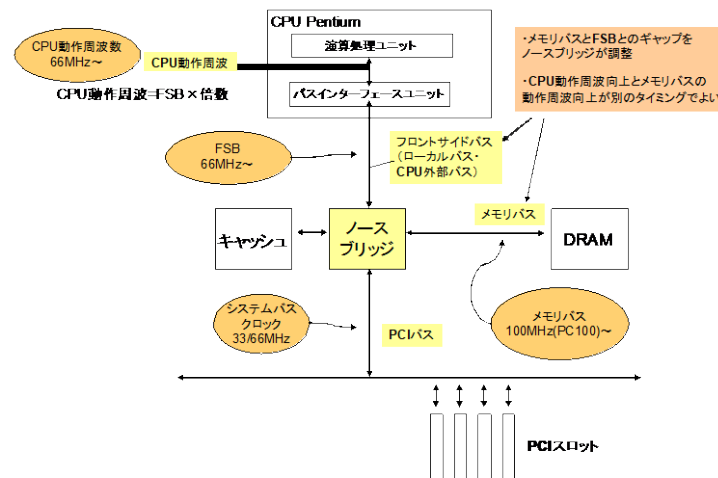 CPU Pentium
演算処理ユニット
CPU動作周波数
66MHz～
CPU動作周波
CPU動作周波=FSB×倍数
バスインターフェースユニット
・メモリバスとFSBとのギャップを
ノースブリッジが調整
・CPU動作周波向上とメモリバスの
動作周波向上が別のタイミングでよい
FSB
66MHz～
フロントサイドバス
(ローカルバス・
CPU外部バス)
メモリバス
キャッシュ
ノース
ブリッジ
DRAM
システムバス
クロック
33/66MHz
PCIバス
メモリバス
100MHz(PC100)～
PCIスロット